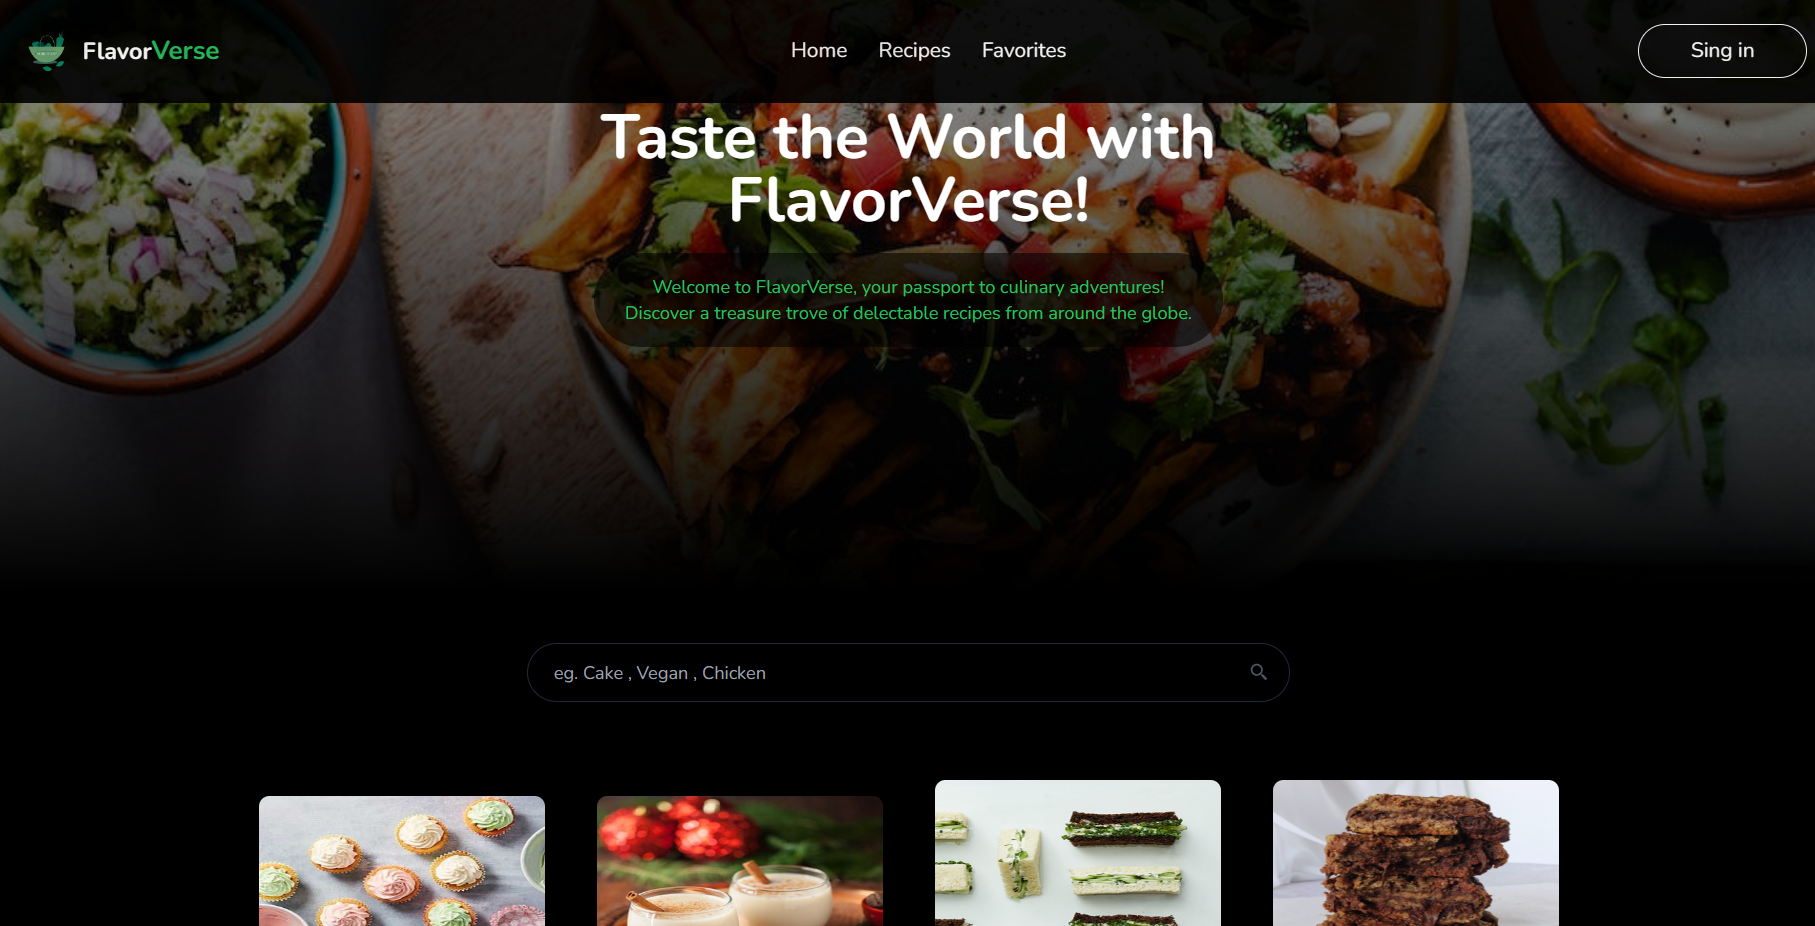 FlavorVerse
Home Recipes Favorites
Sing in
Taste the World with
FlavorVerse!
Welcome to FlavorVerse, your passport to culinary adventures!
Discover a treasure trove of delectable recipes from around the globe.
eg. Cake , Vegan , Chicken